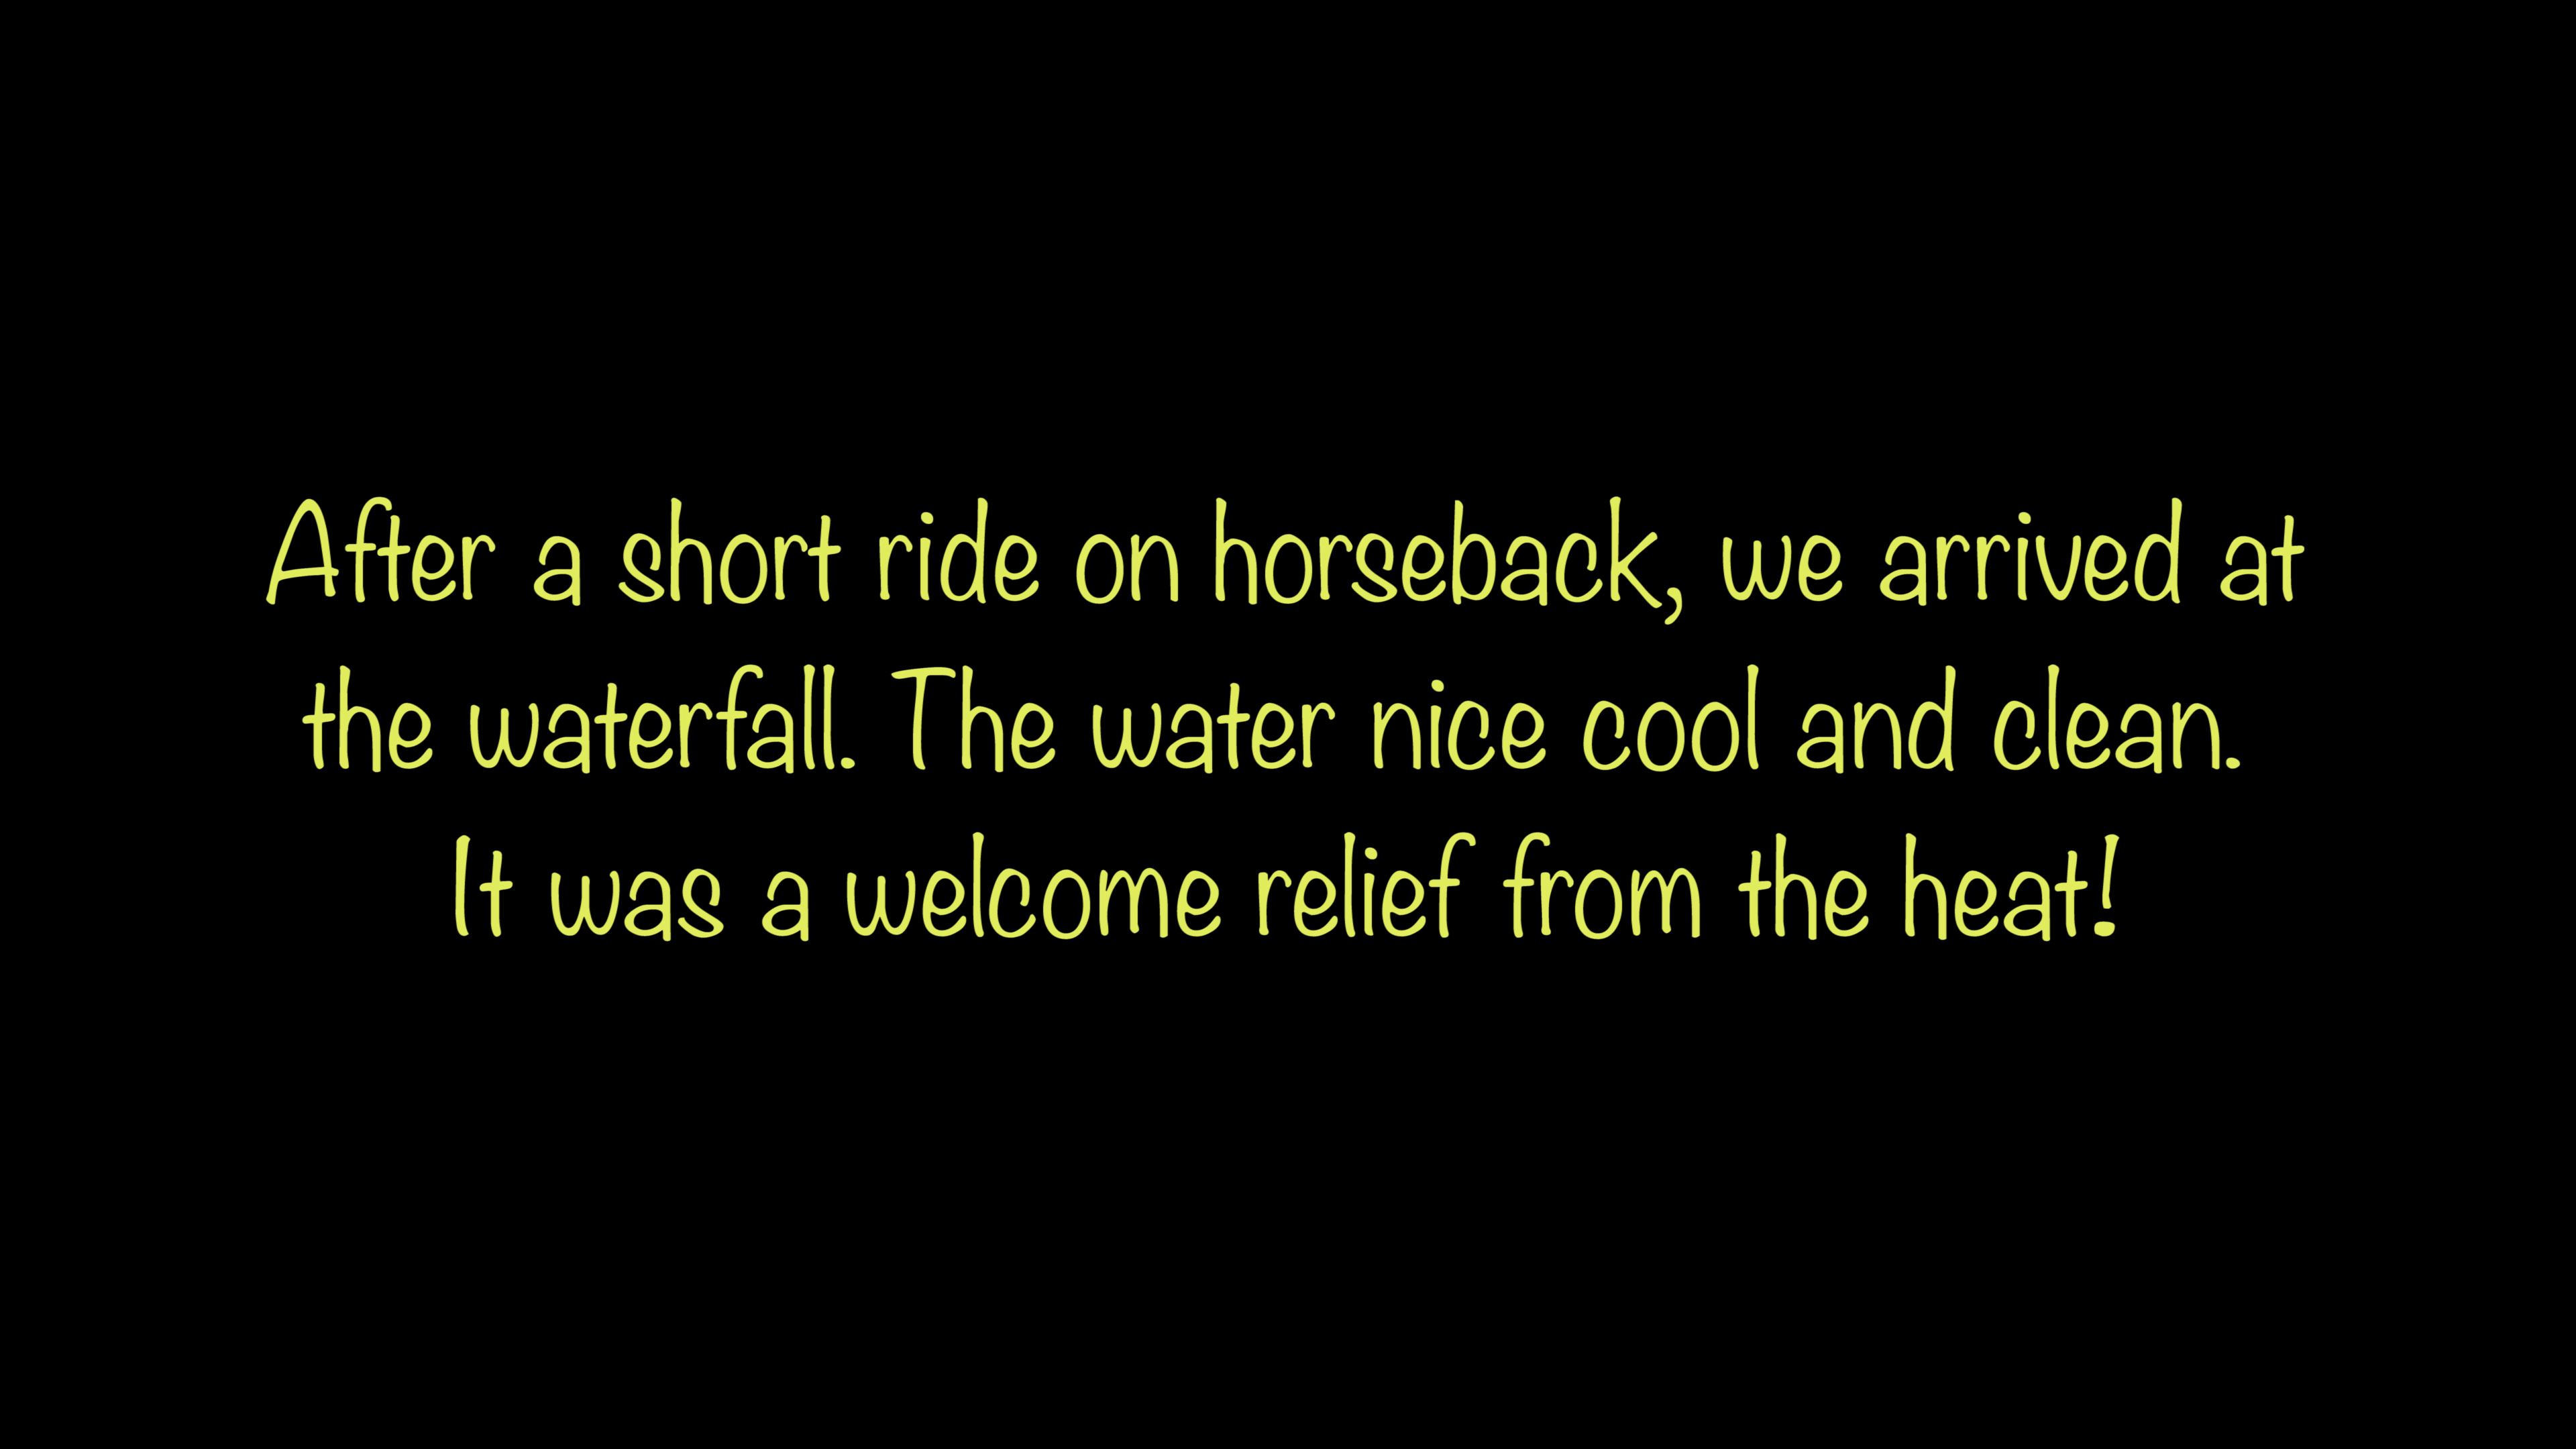 After a short ride on horseback, we arrived at
the waterfall. The water nice cool and clean.
It was a welcome relief from the heat!